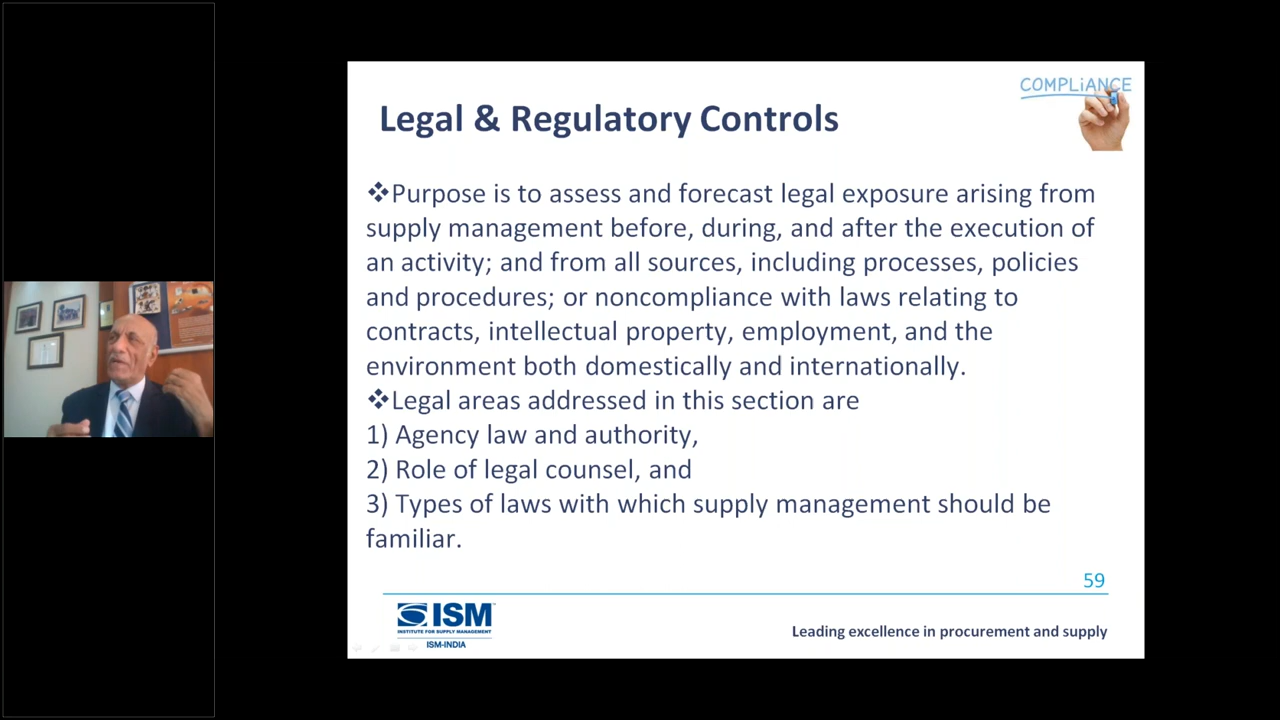 COMPLiANCE
Legal & Regulatory Controls
❖Purpose is to assess and forecast legal exposure arising from
supply management before, during, and after the execution of
an activity; and from all sources, including processes, policies
and procedures; or noncompliance with laws relating to
contracts, intellectual property, employment, and the
environment both domestically and internationally.
❖Legal areas addressed in this section are
1) Agency law and authority,
2) Role of legal counsel, and
3) Types of laws with which supply management should be
familiar.
59
ISM
INSTITUTE FOR SUPPLY MANAGEMENT
ISM-INDIA
Leading excellence in procurement and supply